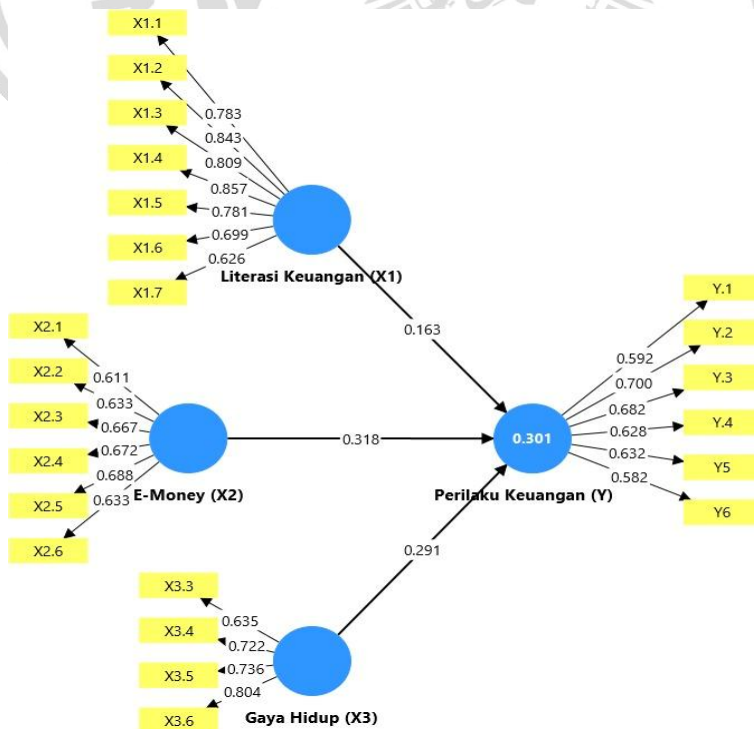 X1.1
X1.2
X1.3
X1.4
X1.5
X1.6
X1.7
0.783
0.843
0.809
0.857
0.781
0.699
0.626
Literasi Keuangan (X1)
0.163
X2.1
X2.2
X2.3
X2.4
X2.5
X2.6
0.611
0.633
0.667
0.672
0.688
0.633
E-Money (X2)
0.318
X3.3
X3.4
X3.5
X3.6
0.635
0.722
0.736
0.804
Gaya Hidup (X3)
0.291
0.301
Perilaku Keuangan (Y)
0.592
0.700
0.682
0.628
0.632
0.582
Y.1
Y.2
Y.3
Y.4
Y5
Y6